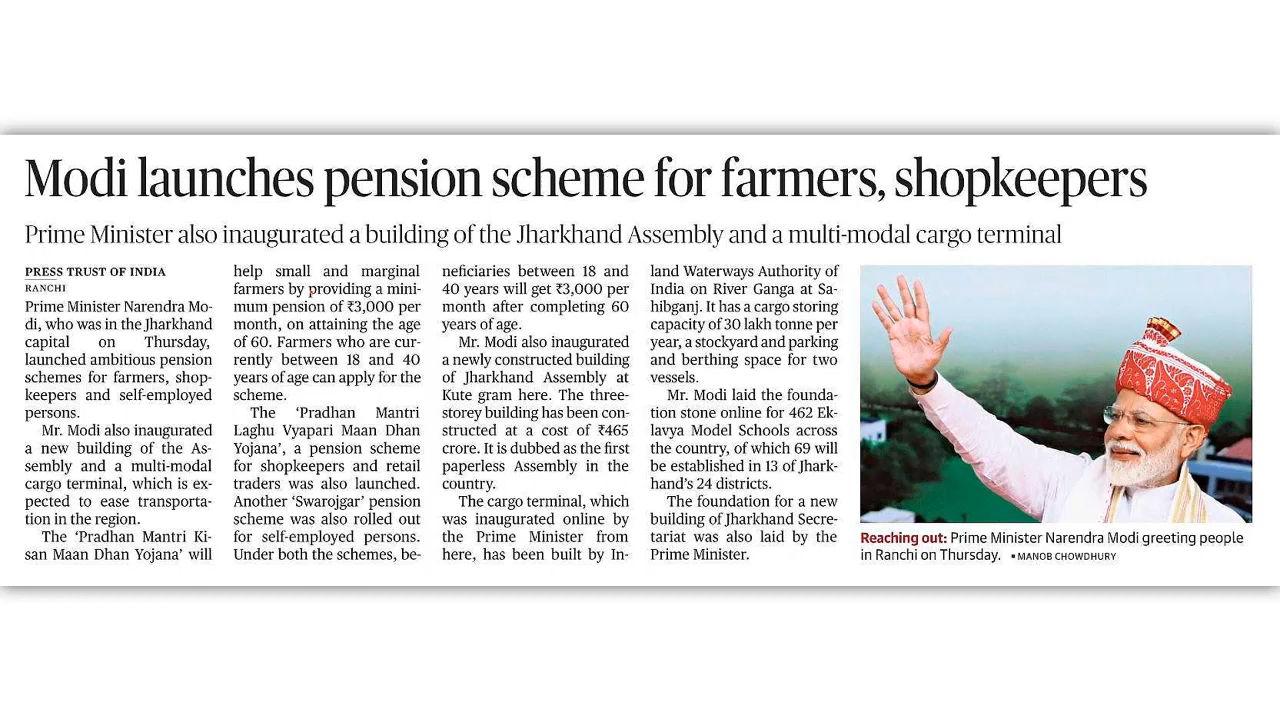 Modi launches pension scheme for farmers, shopkeepers
Prime Minister also inaugurated a building of the Jharkhand Assembly and a multi-modal cargo terminal
PRESS TRUST OF INDIA
RANCHI
Prime Minister Narendra Mo-
di, who was in the Jharkhand
capital on Thursday,
launched ambitious pension
schemes for farmers, shop-
keepers and self-employed
persons.
Mr. Modi also inaugurated
a new building of the As-
sembly and a multi-modal
cargo terminal, which is ex-
pected to ease transporta-
tion in the region.
The ‘Pradhan Mantri Ki-
san Maan Dhan Yojana’ will
help small and marginal
farmers by providing a mini-
mum pension of ₹3,000 per
month, on attaining the age
of 60. Farmers who are cur-
rently between 18 and 40
years of age can apply for the
scheme.
The ‘Pradhan Mantri
Laghu Vyapari Maan Dhan
Yojana’, a pension scheme
for shopkeepers and retail
traders was also launched.
Another ‘Swarojgar’ pension
scheme was also rolled out
for self-employed persons.
Under both the schemes, be-
neficiaries between 18 and
40 years will get ₹3,000 per
month after completing 60
years of age.
Mr. Modi also inaugurated
a newly constructed building
of Jharkhand Assembly at
Kute gram here. The three-
storey building has been con-
structed at a cost of ₹465
crore. It is dubbed as the first
paperless Assembly in the
country.
The cargo terminal, which
was inaugurated online by
the Prime Minister from
here, has been built by In-
land Waterways Authority of
India on River Ganga at Sa-
hibganj. It has a cargo storing
capacity of 30 lakh tonne per
year, a stockyard and parking
and berthing space for two
vessels.
Mr. Modi laid the founda-
tion stone online for 462 Ek-
lavya Model Schools across
the country, of which 69 will
be established in 13 of Jhark-
hand’s 24 districts.
The foundation for a new
building of Jharkhand Secre-
tariat was also laid by the
Prime Minister.
Reaching out: Prime Minister Narendra Modi greeting people
in Ranchi on Thursday. ▪ MANOB CHOWDHURY